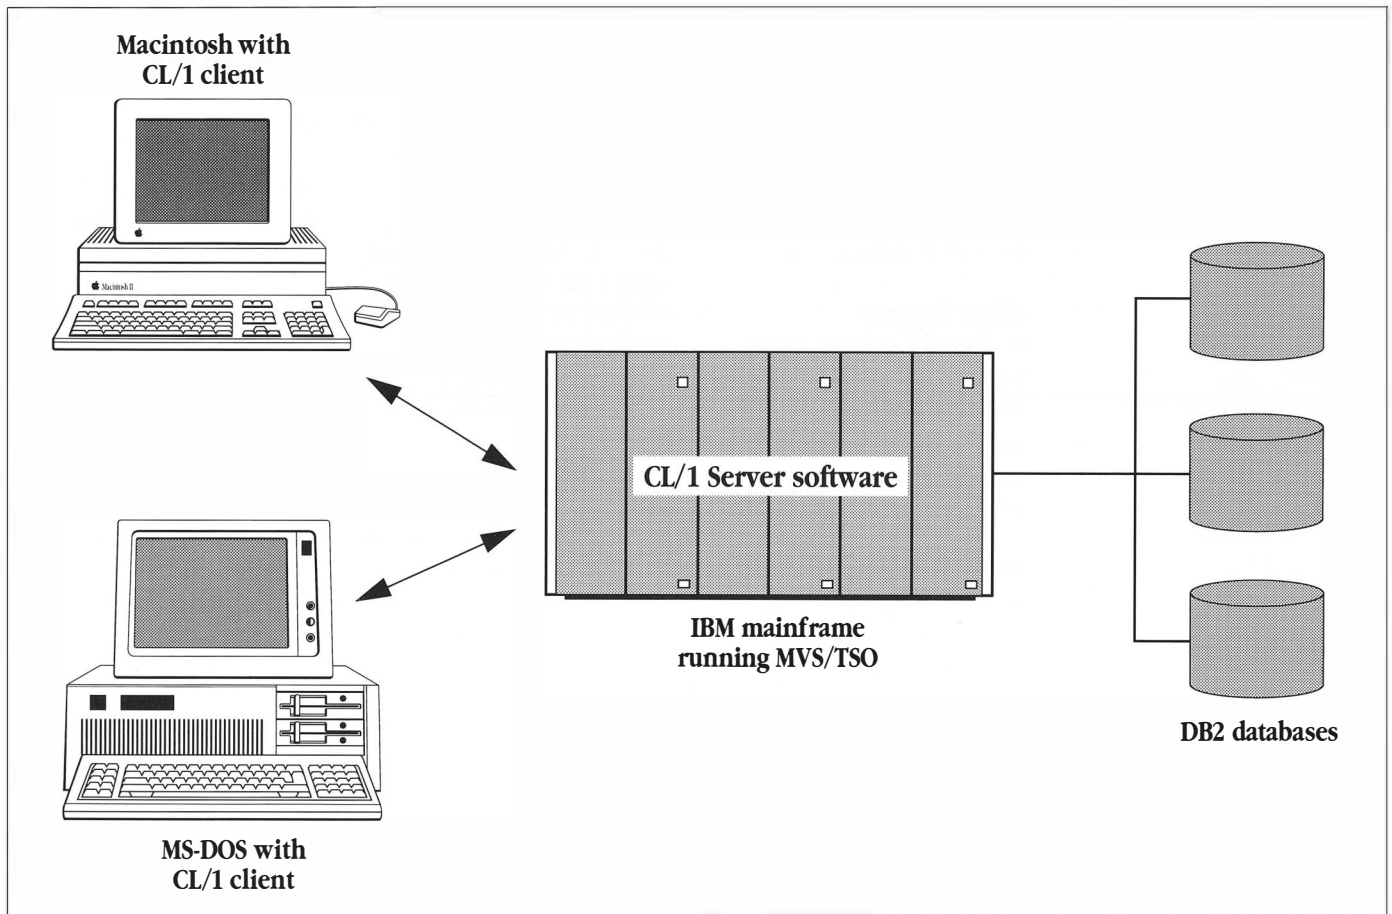 Macintosh with
CL/1 client
Macintosh II
CL/1 Server software
IBM mainframe
running MVS/TSO
DB2 databases
MS-DOS with
CL/1 client